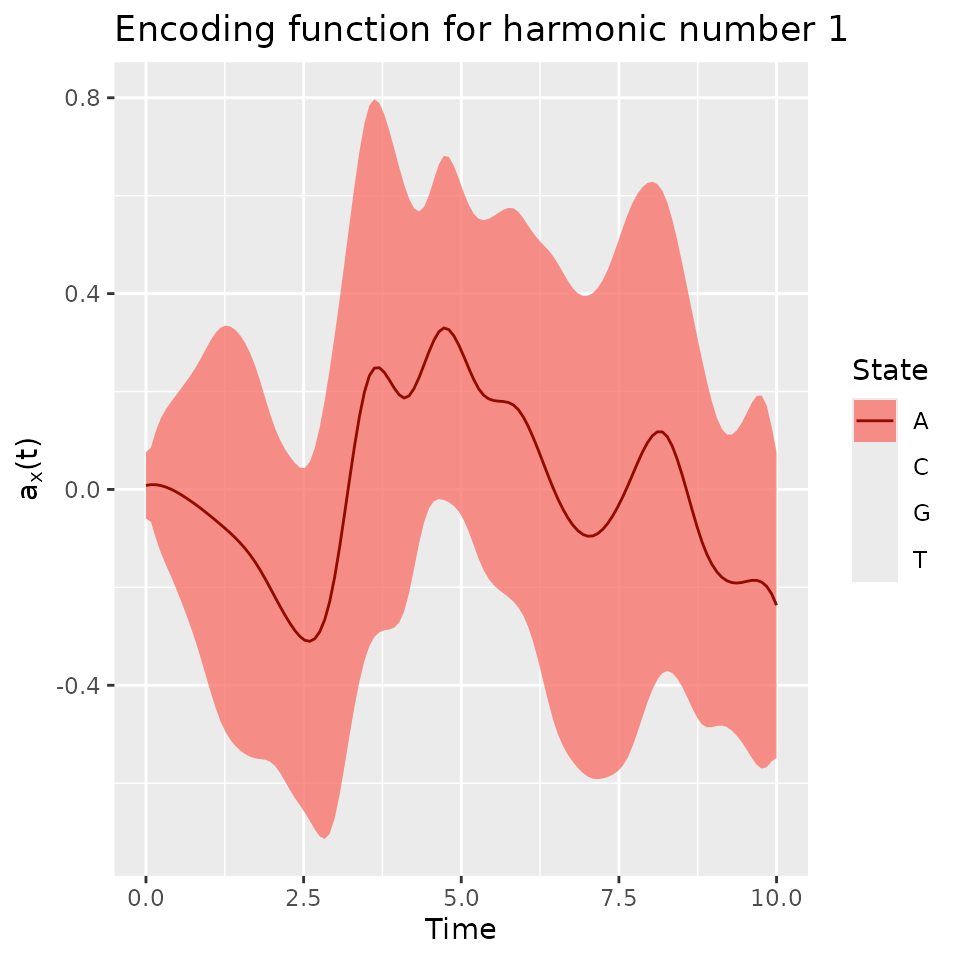 Encoding function for harmonic number 1
0.8
0.4
0.0
-0.4
aₓ(t)
0.0 2.5 5.0 7.5 10.0
Time
State
A
C
G
T